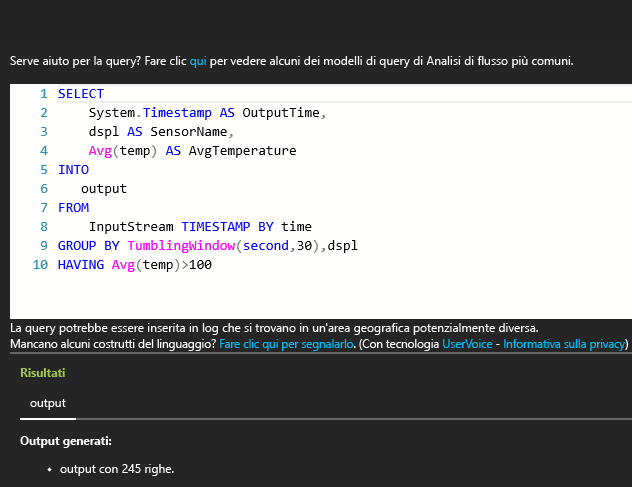 Serve aiuto per la query? Fare clic qui per vedere alcuni dei modelli di query di Analisi di flusso più comuni.
1 SELECT
2 System.Timestamp AS OutputTime,
3 dspl AS SensorName,
4 Avg(temp) AS AvgTemperature
5 INTO
6 output
7 FROM
8 InputStream TIMESTAMP BY time
9 GROUP BY TumblingWindow(second,30),dspl
10 HAVING Avg(temp)>100
La query potrebbe essere inserita in log che si trovano in un'area geografica potenzialmente diversa.
Mancano alcuni costrutti del linguaggio? Fare clic qui per segnalarlo. (Con tecnologia UserVoice - Informativa sulla privacy)
Risultati
output
Output generati:
• output con 245 righe.